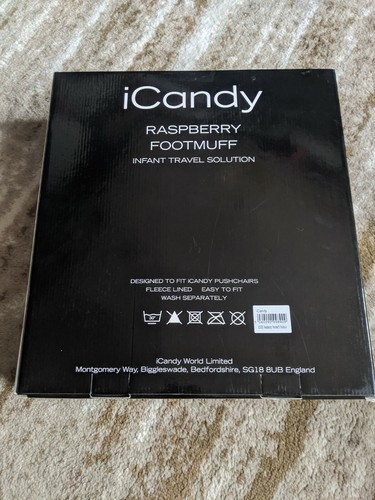 iCandy
RASPBERRY
FOOTMUFF
INFANT TRAVEL SOLUTION
DESIGNED TO FIT iCANDY PUSHCHAIRS
FLEECE LINED EASY TO FIT
WASH SEPARATELY
30°
iCandy World Limited
Montgomery Way, Biggleswade, Bedfordshire, SG18 8UB England